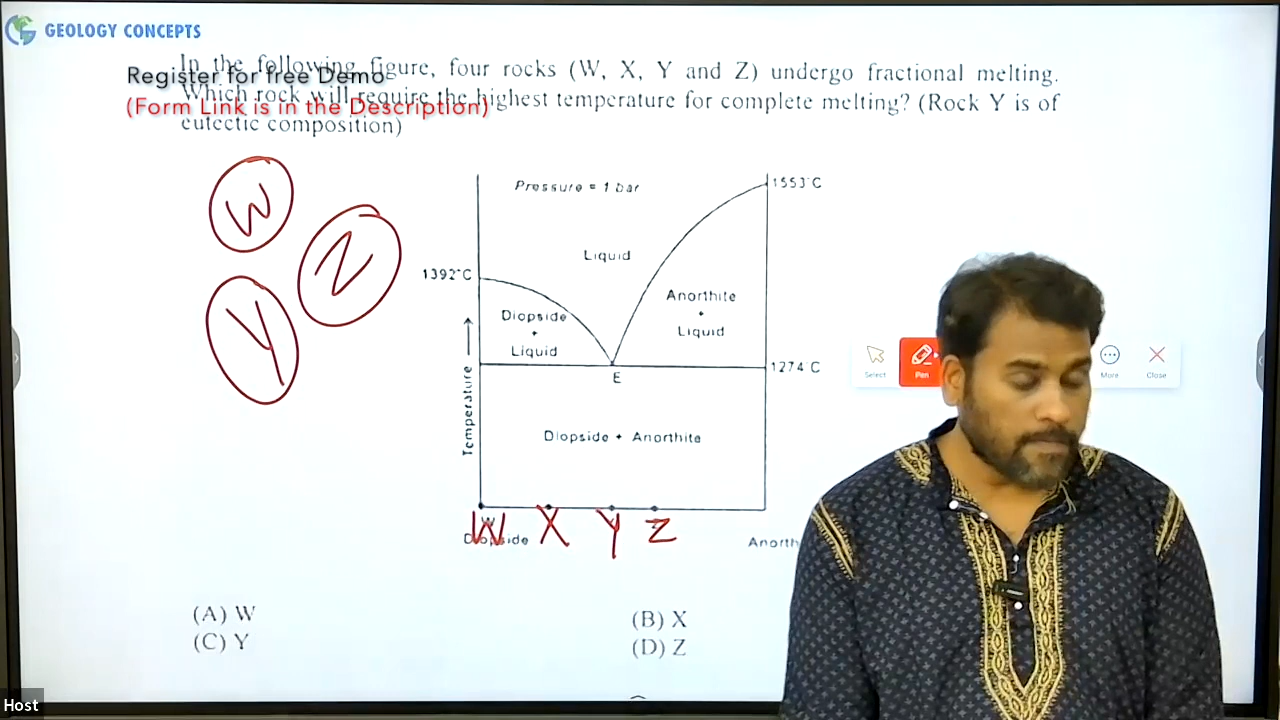 GEOLOGY CONCEPTS
In the following figure, four rocks (W, X, Y and Z) undergo fractional melting.
Register for free Demo
Which rock will require the highest temperature for complete melting? (Rock Y is of
(Form Link is in the Description)
eutectic composition)
W
Z
Y
Pressure = 1 bar
1553°C
Liquid
1392°C
Anorthite
+
Liquid
Diopside
+
Liquid
Temperature
E
1274°C
Diopside + Anorthite
W X Y Z
Diopside
Anorth
Select
Pen
More
Close
(A) W
(B) X
(C) Y
(D) Z
Host